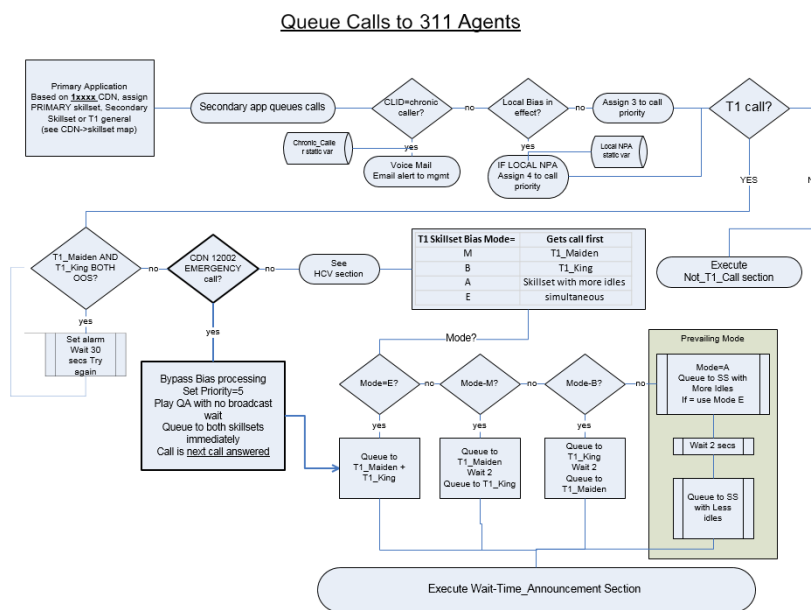 Queue Calls to 311 Agents
Primary Application
Based on 1xxxx CDN, assign
PRIMARY skillset, Secondary
Skillset or T1 general
(see CDN->skillset map)
Secondary app queues calls
CLID=chronic
caller?
no
Local Bias in
effect?
no
Assign 3 to call
priority
T1 call?
Chronic_Calle
r static var
yes
Voice Mail
Email alert to mgmt
yes
IF LOCAL NPA
Assign 4 to call
priority
Local NPA
static var
YES
N
Execute
Not_T1_Call section
T1_Maiden AND
T1_King BOTH
OOS?
no
CDN 12002
EMERGENCY
call?
no
See
HCV section
T1 Skillset Bias Mode= Gets call first
M T1_Maiden
B T1_King
A Skillset with more idles
E simultaneous
yes
Set alarm
Wait 30
secs Try
again
yes
Bypass Bias processing
Set Priority=5
Play QA with no broadcast
wait
Queue to both skillsets
immediately
Call is next call answered
Mode?
Mode=E?
no
Mode-M?
no
Mode-B?
no
Prevailing Mode
Mode=A
Queue to SS with
More Idles
If = use Mode E
yes
Queue to
T1_Maiden +
T1_King
yes
Queue to
T1_Maiden
Wait 2
Queue to T1_King
yes
Queue to
T1_King
Wait 2
Queue to
T1_Maiden
Wait 2 secs
Queue to SS
with Less
idles
Execute Wait-Time_Announcement Section